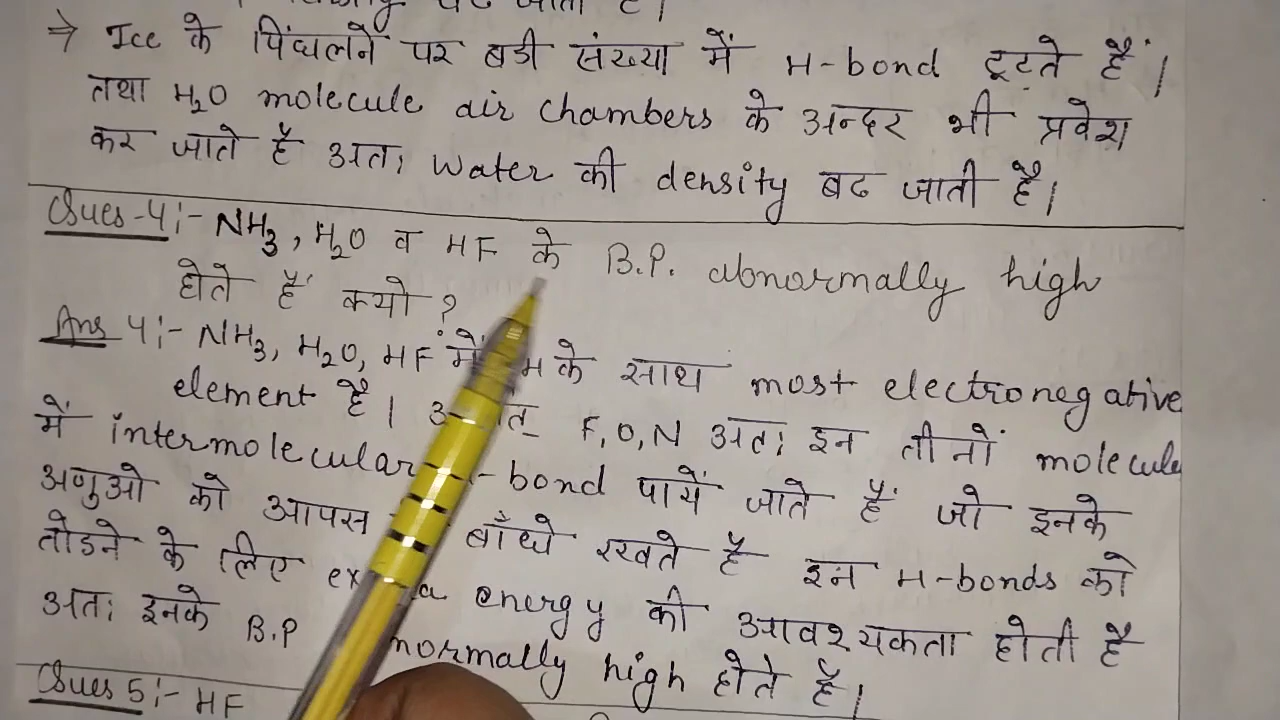 घट जाता है।
⇒ Ice के पिंघलने पर बडी संख्या में H-bond टूटते हैं।
तथा H₂O molecule air chambers के अन्दर भी प्रवेश
कर जाते है अतः Water की density बढ जाती है।
Ques-4:- NH₃, H₂O व HF के B.P. abnormally high
होते हैं क्यो?
Ans 4:- NH₃, H₂O, HF में H के साथ most electronegative
element है। F, O, N अतः इन तीनों molecule
में intermolecular -bond पायें जाते हैं जो इनके
अणुओ को आपस बाँधे रखते है इन H-bonds को
तोडने के लिए ex a energy की आवश्यकता होती है
अतः इनके B.P normally high होते हैं।
Ques 5:- HF